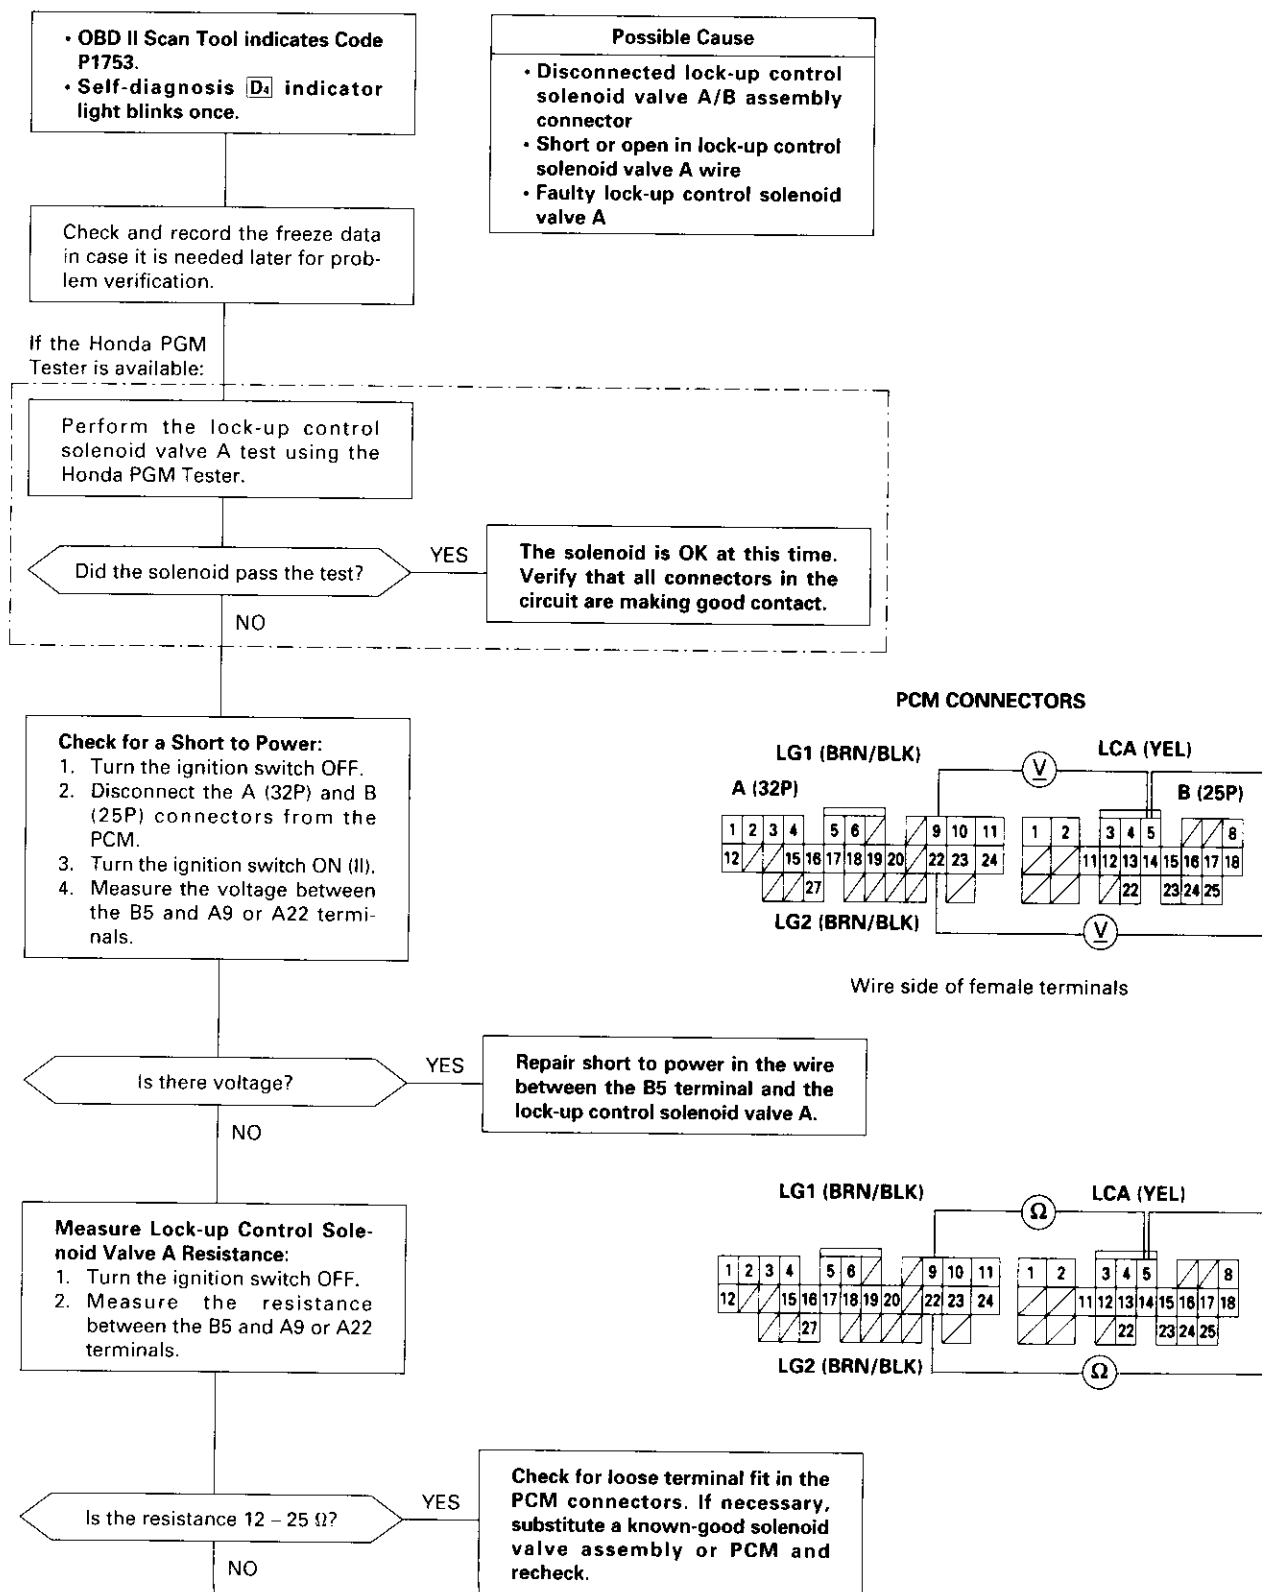 • OBD II Scan Tool indicates Code
P1753.
• Self-diagnosis D4 indicator
light blinks once.
Possible Cause
• Disconnected lock-up control
solenoid valve A/B assembly
connector
• Short or open in lock-up control
solenoid valve A wire
• Faulty lock-up control solenoid
valve A
Check and record the freeze data
in case it is needed later for prob-
lem verification.
If the Honda PGM
Tester is available:
Perform the lock-up control
solenoid valve A test using the
Honda PGM Tester.
Did the solenoid pass the test?
YES
The solenoid is OK at this time.
Verify that all connectors in the
circuit are making good contact.
NO
Check for a Short to Power:
1. Turn the ignition switch OFF.
2. Disconnect the A (32P) and B
(25P) connectors from the
PCM.
3. Turn the ignition switch ON (II).
4. Measure the voltage between
the B5 and A9 or A22 termi-
nals.
PCM CONNECTORS
LG1 (BRN/BLK) V LCA (YEL)
A (32P) B (25P)
1 2 3 4 5 6 9 10 11 1 2 3 4 5 8
12 15 16 17 18 19 20 22 23 24 11 12 13 14 15 16 17 18
27 22 23 24 25
LG2 (BRN/BLK) V
Wire side of female terminals
Is there voltage?
YES
Repair short to power in the wire
between the B5 terminal and the
lock-up control solenoid valve A.
NO
Measure Lock-up Control Sole-
noid Valve A Resistance:
1. Turn the ignition switch OFF.
2. Measure the resistance
between the B5 and A9 or A22
terminals.
LG1 (BRN/BLK) Ω LCA (YEL)
1 2 3 4 5 6 9 10 11 1 2 3 4 5 8
12 15 16 17 18 19 20 22 23 24 11 12 13 14 15 16 17 18
27 22 23 24 25
LG2 (BRN/BLK) Ω
Is the resistance 12 – 25 Ω?
YES
Check for loose terminal fit in the
PCM connectors. If necessary,
substitute a known-good solenoid
valve assembly or PCM and
recheck.
NO